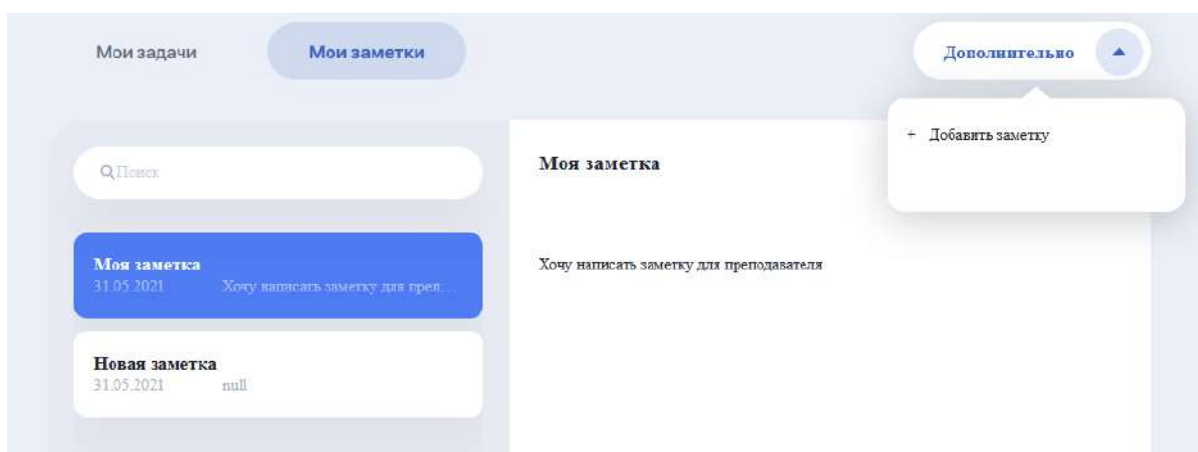 Мои задачи
Мои заметки
Дополнительно
+ Добавить заметку
Поиск
Моя заметка
31.05.2021 Хочу написать заметку для преп...
Новая заметка
31.05.2021 null
Моя заметка
Хочу написать заметку для преподавателя